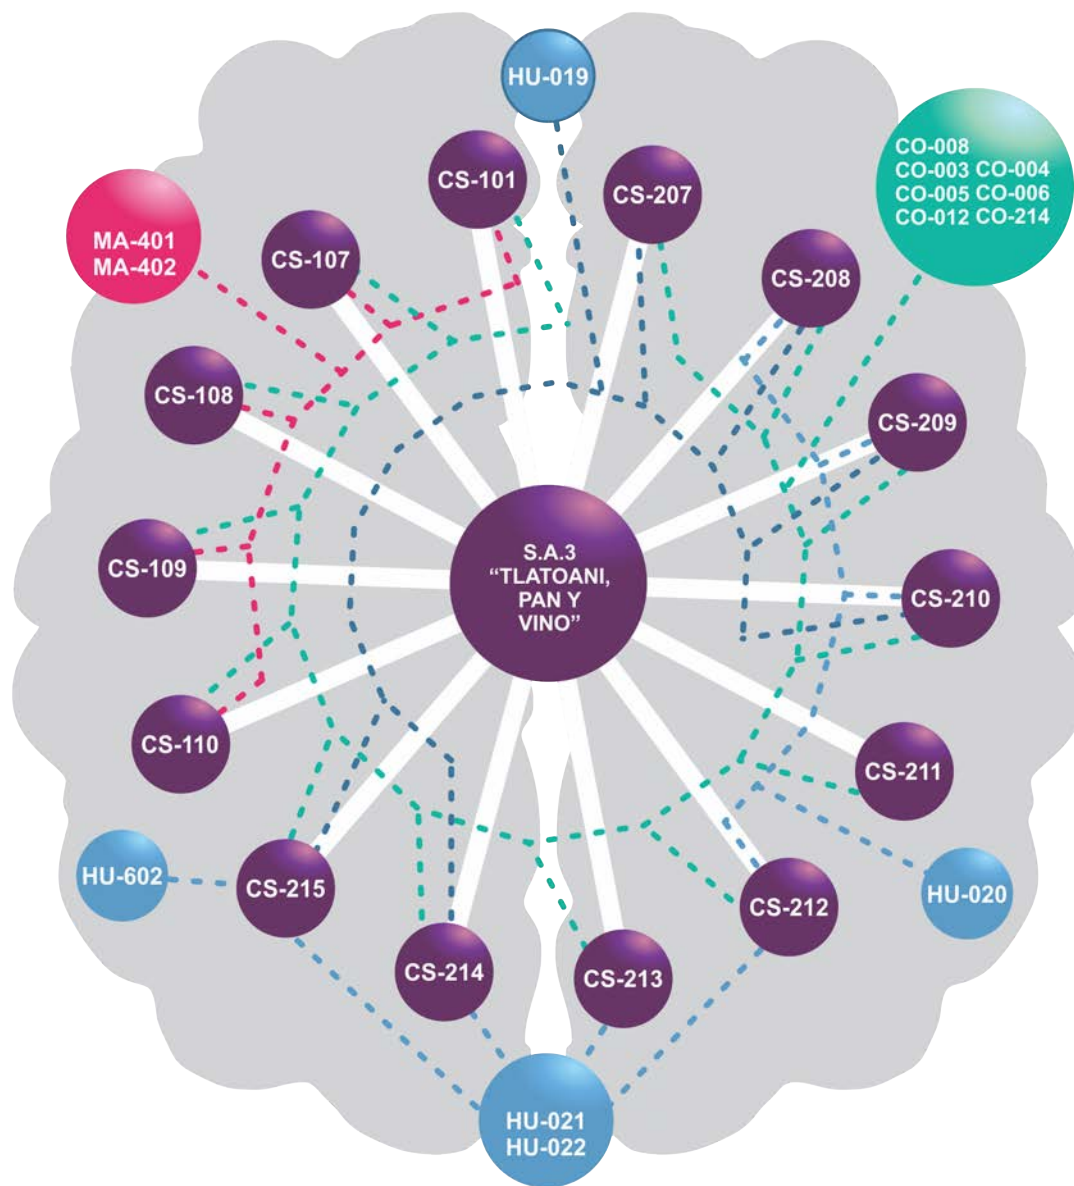 HU-019
CO-008
CO-003 CO-004
CO-005 CO-006
CO-012 CO-214
CS-101
CS-207
MA-401
MA-402
CS-107
CS-208
CS-108
CS-209
S.A.3
“TLATOANI,
PAN Y
VINO”
CS-109
CS-210
CS-110
CS-211
HU-602
CS-215
CS-212
HU-020
CS-214
CS-213
HU-021
HU-022